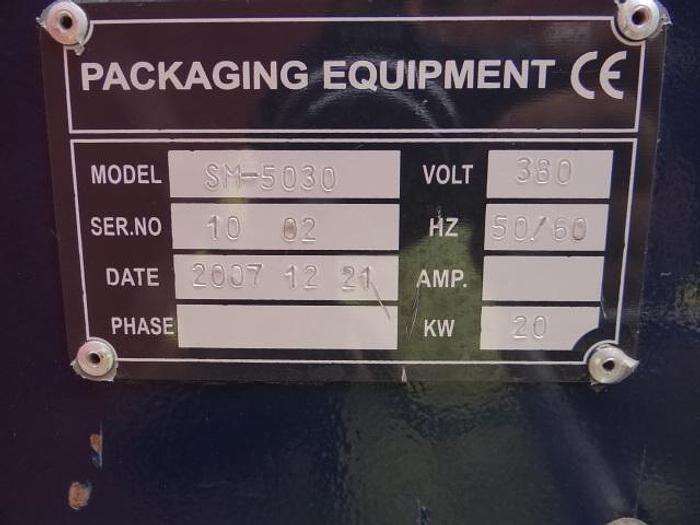 PACKAGING EQUIPMENT CE
MODEL SM-5030 VOLT 380
SER.NO 10 02 HZ 50/60
DATE 2007 12 21 AMP.
PHASE KW 20